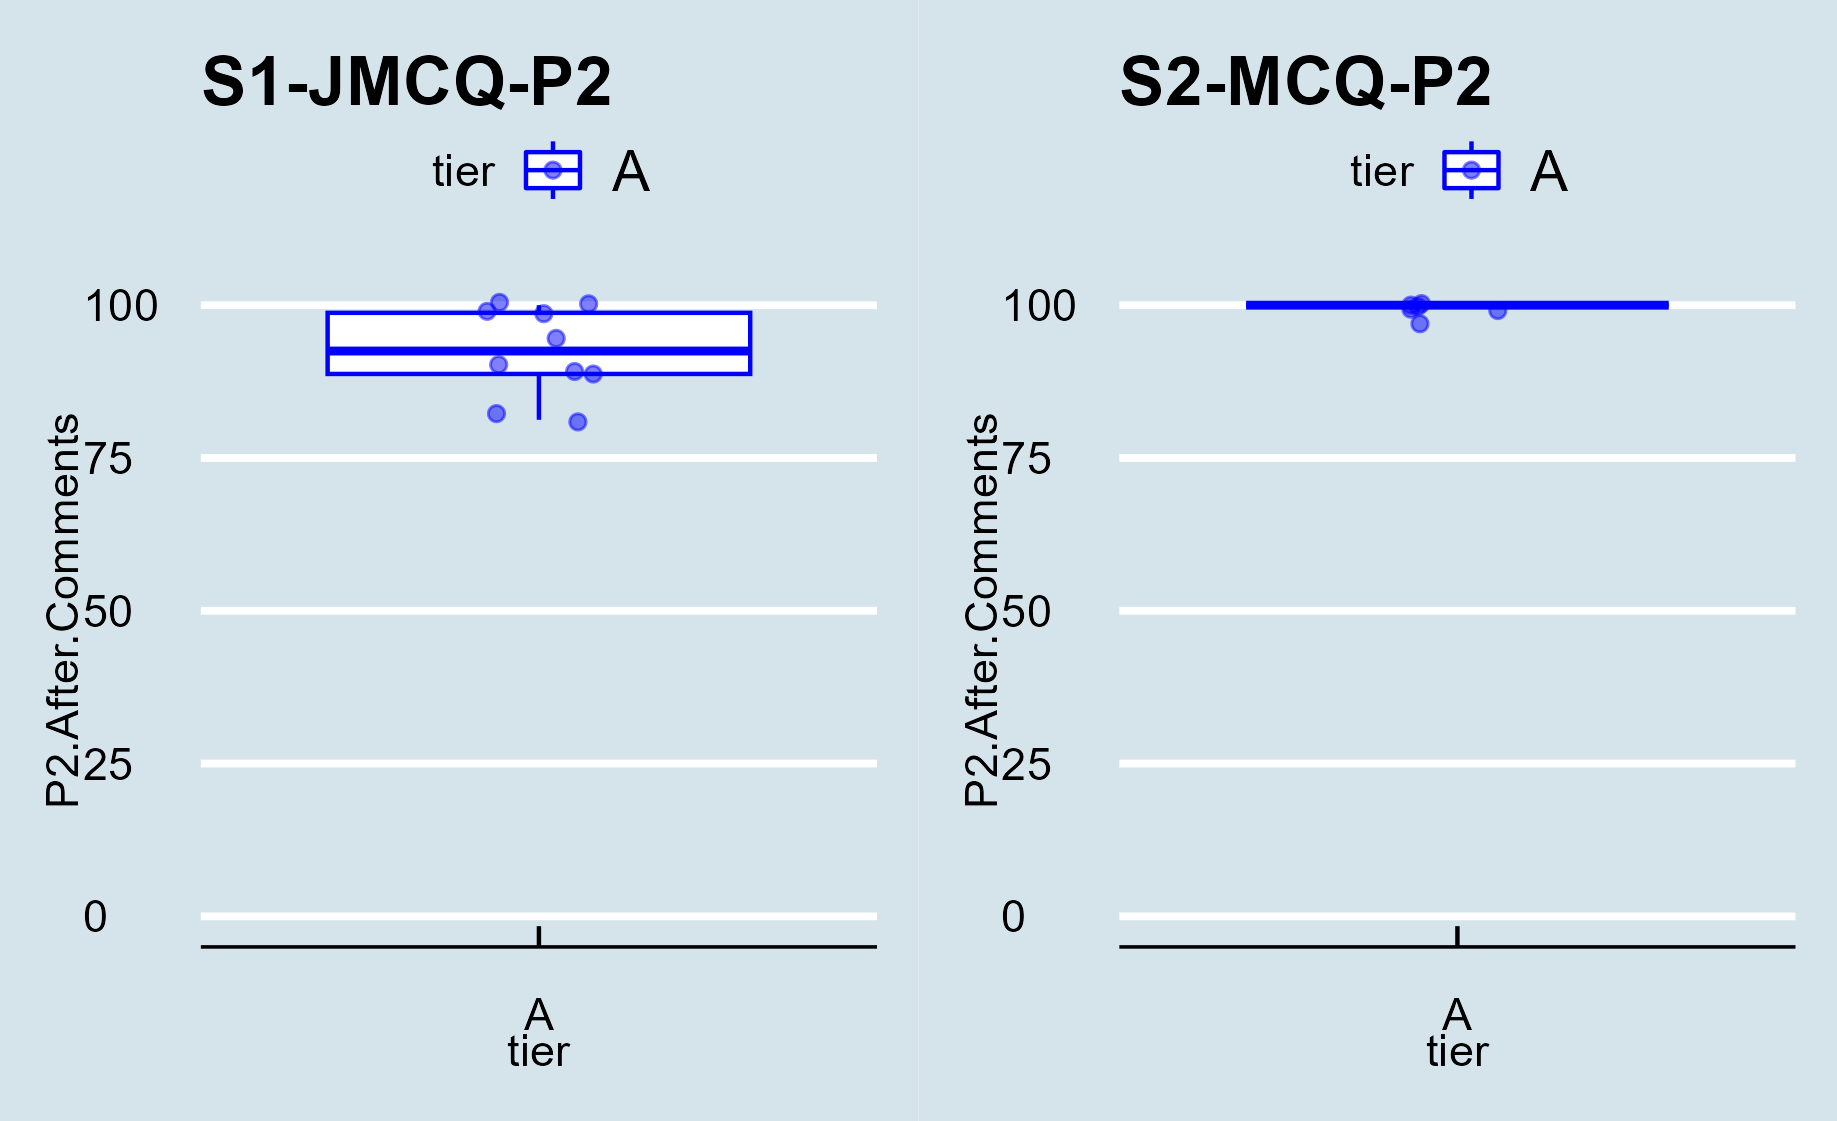 S1-JMCQ-P2
tier A
100
75
50
25
0
P2.After.Comments
A
tier
S2-MCQ-P2
tier A
100
75
50
25
0
P2.After.Comments
A
tier